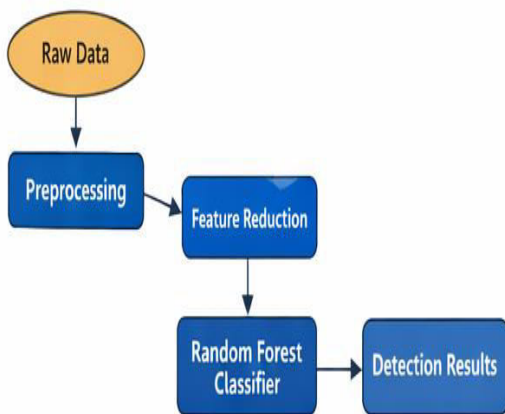 Raw Data
Preprocessing
Feature Reduction
Random Forest
Classifier
Detection Results